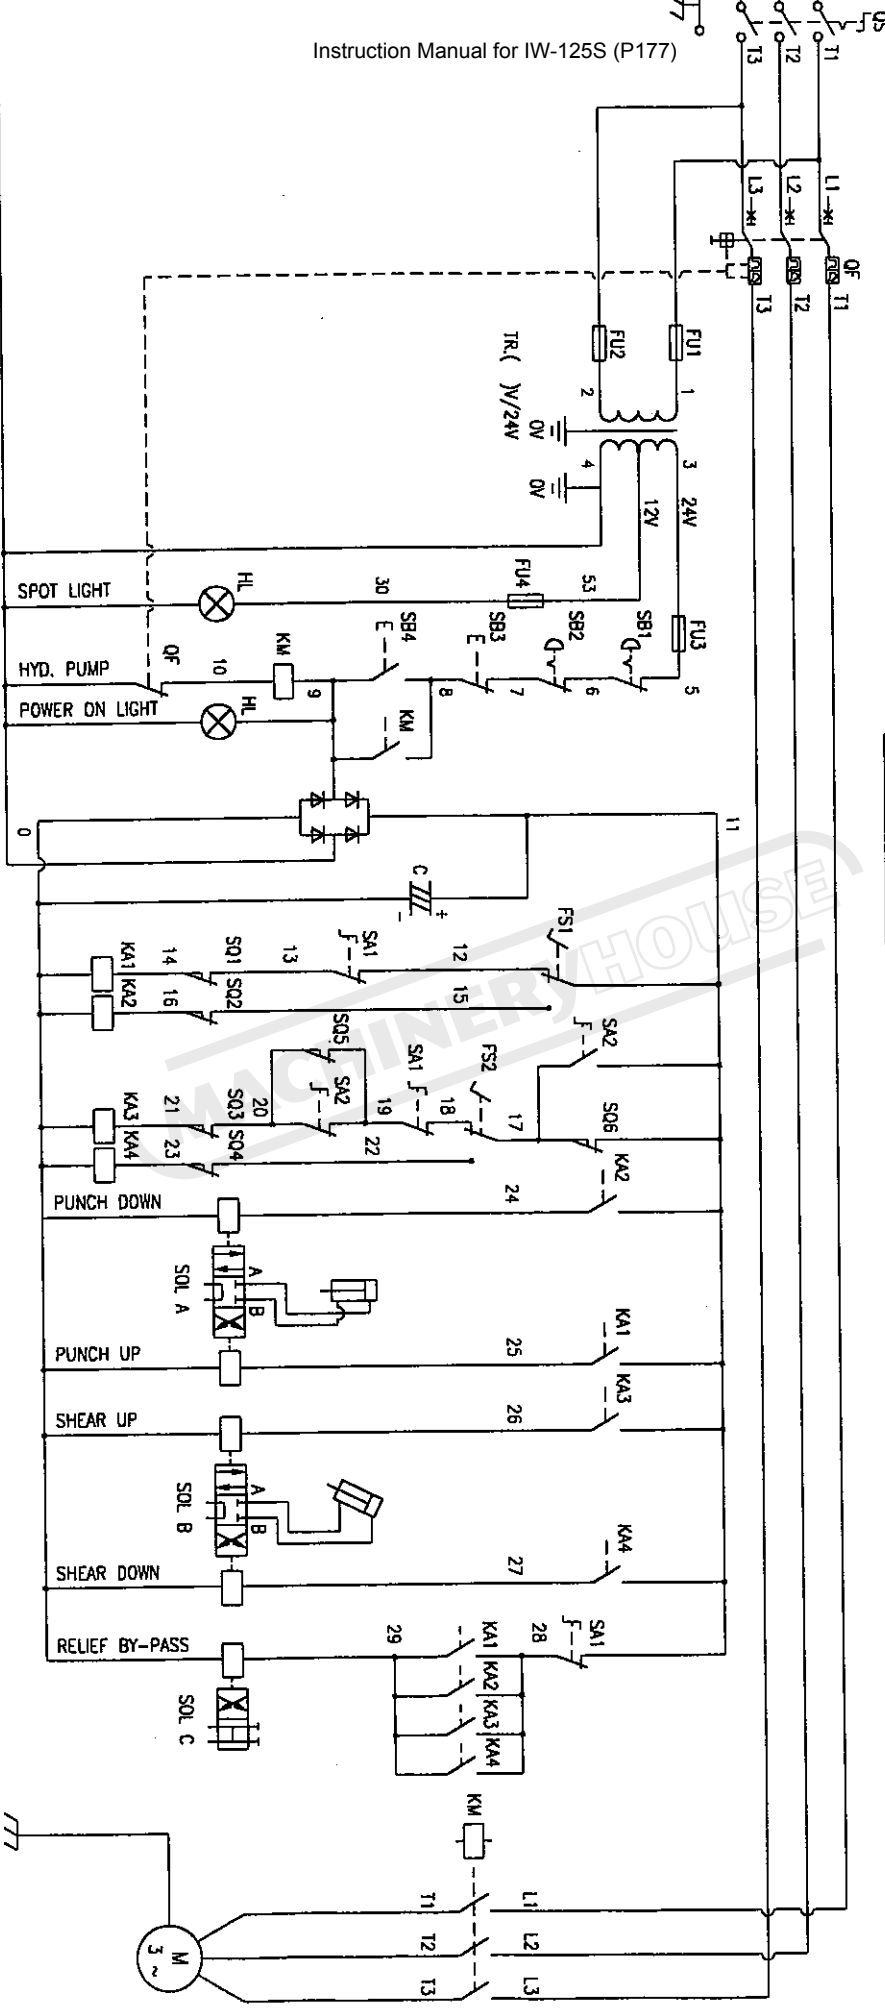 Instruction Manual for IW-125S (P177)
T3
T2
T1
L3
L2
L1
QF
T3
T2
T1
FU2
FU1
2
1
TR.( )V/24V
0V
0V
4
3
12V
24V
SPOT LIGHT
HL
30
FU4
53
FU3
HYD. PUMP
QF
10
KM
9
SB4
8
SB3
7
SB2
6
SB1
5
POWER ON LIGHT
HL
KM
0
11
C
+
-
KA1
14
SQ1
13
SA1
12
FS1
KA2
16
SQ2
15
MACHINERYHOUSE
SQ5
SA2
KA3
21
SQ3
20
SA2
19
SA1
18
FS2
17
SQ6
KA4
23
SQ4
22
PUNCH DOWN
24
KA2
SOL A
A
B
PUNCH UP
25
KA1
SHEAR UP
26
KA3
SOL B
A
B
SHEAR DOWN
27
KA4
RELIEF BY-PASS
29
KA1
28
SA1
KA2
KA3
KA4
SOL C
KM
T1
L1
T2
L2
T3
L3
M
3 ~